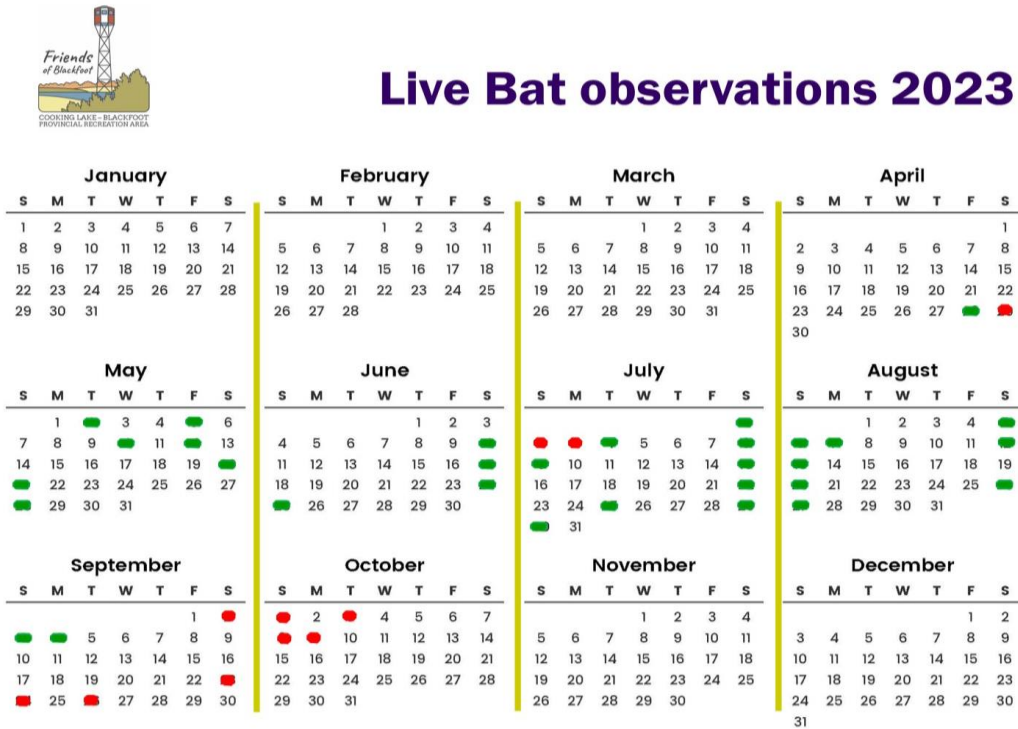 Friends
of Blackfoot
COOKING LAKE – BLACKFOOT
PROVINCIAL RECREATION AREA
Live Bat observations 2023
January
S M T W T F S
1 2 3 4 5 6 7
8 9 10 11 12 13 14
15 16 17 18 19 20 21
22 23 24 25 26 27 28
29 30 31
February
S M T W T F S
1 2 3 4
5 6 7 8 9 10 11
12 13 14 15 16 17 18
19 20 21 22 23 24 25
26 27 28
March
S M T W T F S
1 2 3 4
5 6 7 8 9 10 11
12 13 14 15 16 17 18
19 20 21 22 23 24 25
26 27 28 29 30 31
April
S M T W T F S
1
2 3 4 5 6 7 8
9 10 11 12 13 14 15
16 17 18 19 20 21 22
23 24 25 26 27
30
May
S M T W T F S
1 3 4 6
7 8 9 11 13
14 15 16 17 18 19
22 23 24 25 26 27
29 30 31
June
S M T W T F S
1 2 3
4 5 6 7 8 9
11 12 13 14 15 16
18 19 20 21 22 23
26 27 28 29 30
July
S M T W T F S
5 6 7
10 11 12 13 14
16 17 18 19 20 21
23 24 26 27 28
31
August
S M T W T F S
1 2 3 4
8 9 10 11
14 15 16 17 18 19
21 22 23 24 25
28 29 30 31
September
S M T W T F S
1
5 6 7 8 9
10 11 12 13 14 15 16
17 18 19 20 21 22
25 27 28 29 30
October
S M T W T F S
2 4 5 6 7
10 11 12 13 14
15 16 17 18 19 20 21
22 23 24 25 26 27 28
29 30 31
November
S M T W T F S
1 2 3 4
5 6 7 8 9 10 11
12 13 14 15 16 17 18
19 20 21 22 23 24 25
26 27 28 29 30
December
S M T W T F S
1 2
3 4 5 6 7 8 9
10 11 12 13 14 15 16
17 18 19 20 21 22 23
24 25 26 27 28 29 30
31